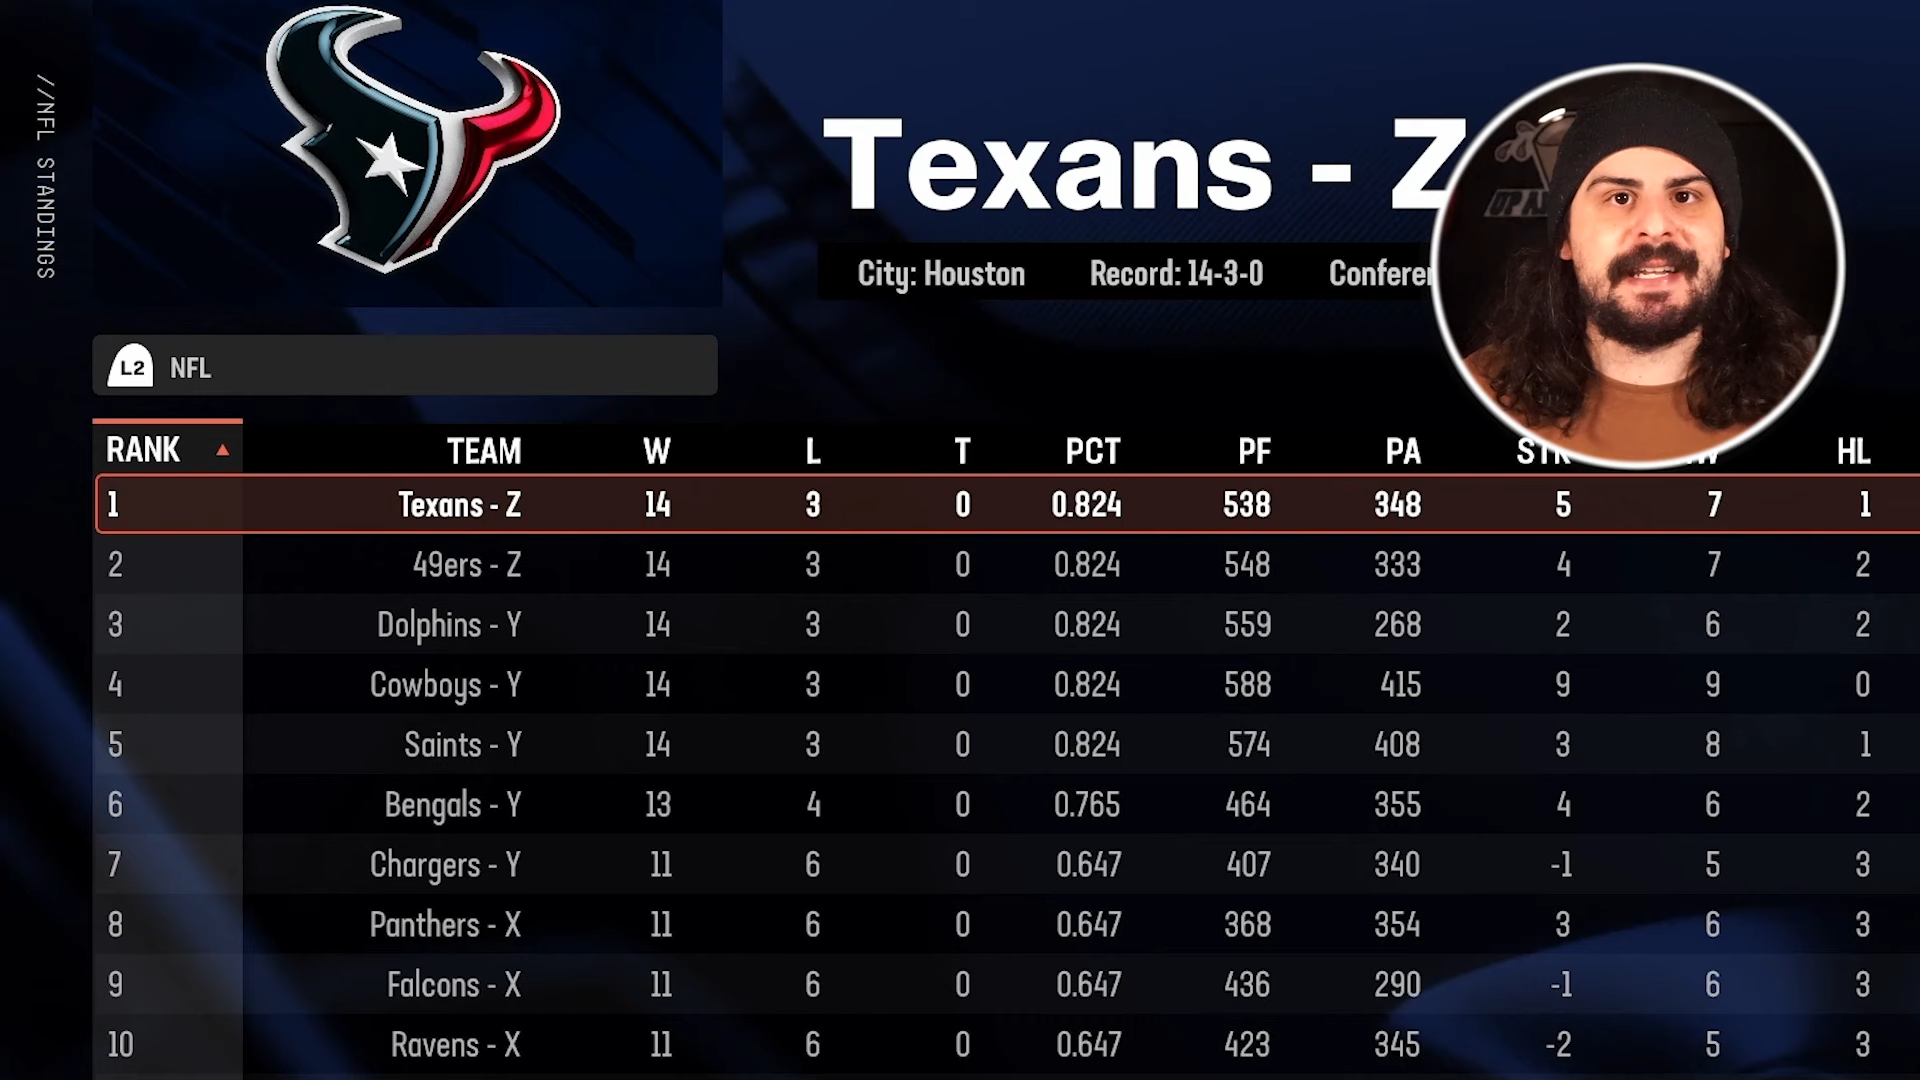 //NFL STANDINGS
Texans - Z
City: Houston Record: 14-3-0
L2 NFL
RANK TEAM W L T PCT PF PA HL
1 Texans - Z 14 3 0 0.824 538 348 5 7 1
2 49ers - Z 14 3 0 0.824 548 333 4 7 2
3 Dolphins - Y 14 3 0 0.824 559 268 2 6 2
4 Cowboys - Y 14 3 0 0.824 588 415 9 9 0
5 Saints - Y 14 3 0 0.824 574 408 3 8 1
6 Bengals - Y 13 4 0 0.765 464 355 4 6 2
7 Chargers - Y 11 6 0 0.647 407 340 -1 5 3
8 Panthers - X 11 6 0 0.647 368 354 3 6 3
9 Falcons - X 11 6 0 0.647 436 290 -1 6 3
10 Ravens - X 11 6 0 0.647 423 345 -2 5 3